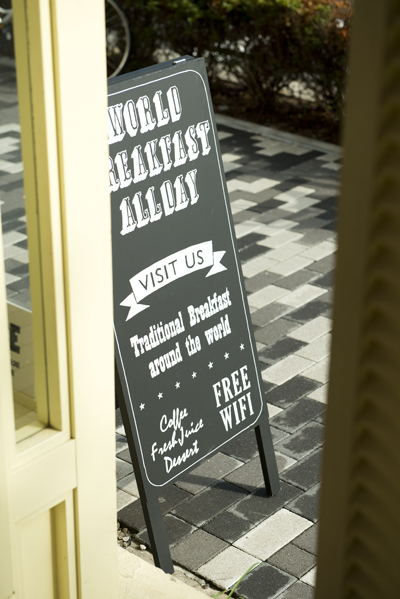 WORLD
BREAKFAST
ALLDAY
VISIT US
Traditional Breakfast
around the world
FREE
WIFI
Coffee
Fresh Juice
Dessert